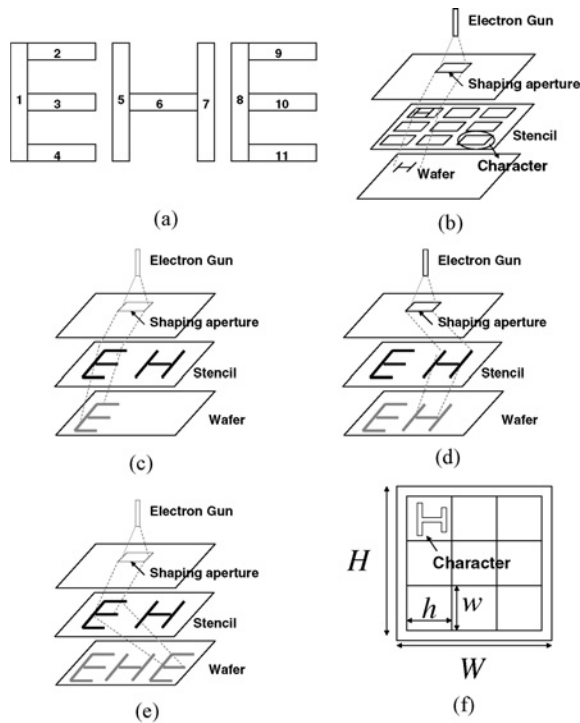 2
9
1
3
5
6
7
8
10
4
11
(a)
Electron Gun
Shaping aperture
H
Stencil
Character
H
Wafer
(b)
Electron Gun
Shaping aperture
E H
Stencil
E
Wafer
(c)
Electron Gun
Shaping aperture
E H
Stencil
E H
Wafer
(d)
Electron Gun
Shaping aperture
E H
Stencil
E H E
Wafer
(e)
H
Character
H
h
w
W
(f)